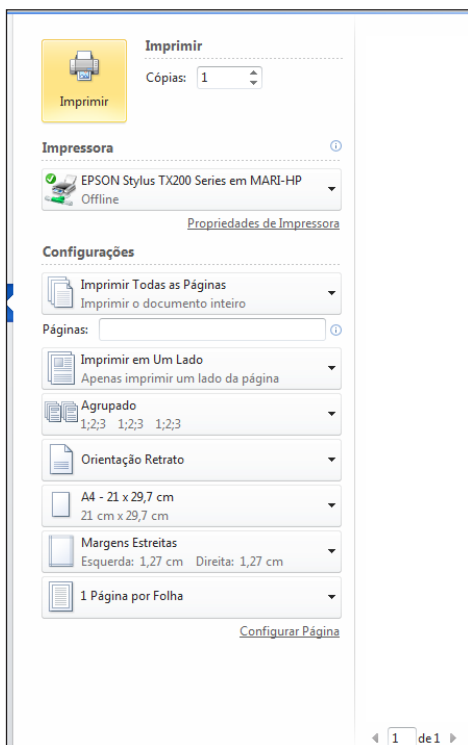 Imprimir
Cópias: 1
Imprimir
Impressora
EPSON Stylus TX200 Series em MARI-HP
Offline
Propriedades de Impressora
Configurações
Imprimir Todas as Páginas
Imprimir o documento inteiro
Páginas:
Imprimir em Um Lado
Apenas imprimir um lado da página
Agrupado
1;2;3 1;2;3 1;2;3
Orientação Retrato
A4 - 21 x 29,7 cm
21 cm x 29,7 cm
Margens Estreitas
Esquerda: 1,27 cm Direita: 1,27 cm
1 Página por Folha
Configurar Página
1 de 1